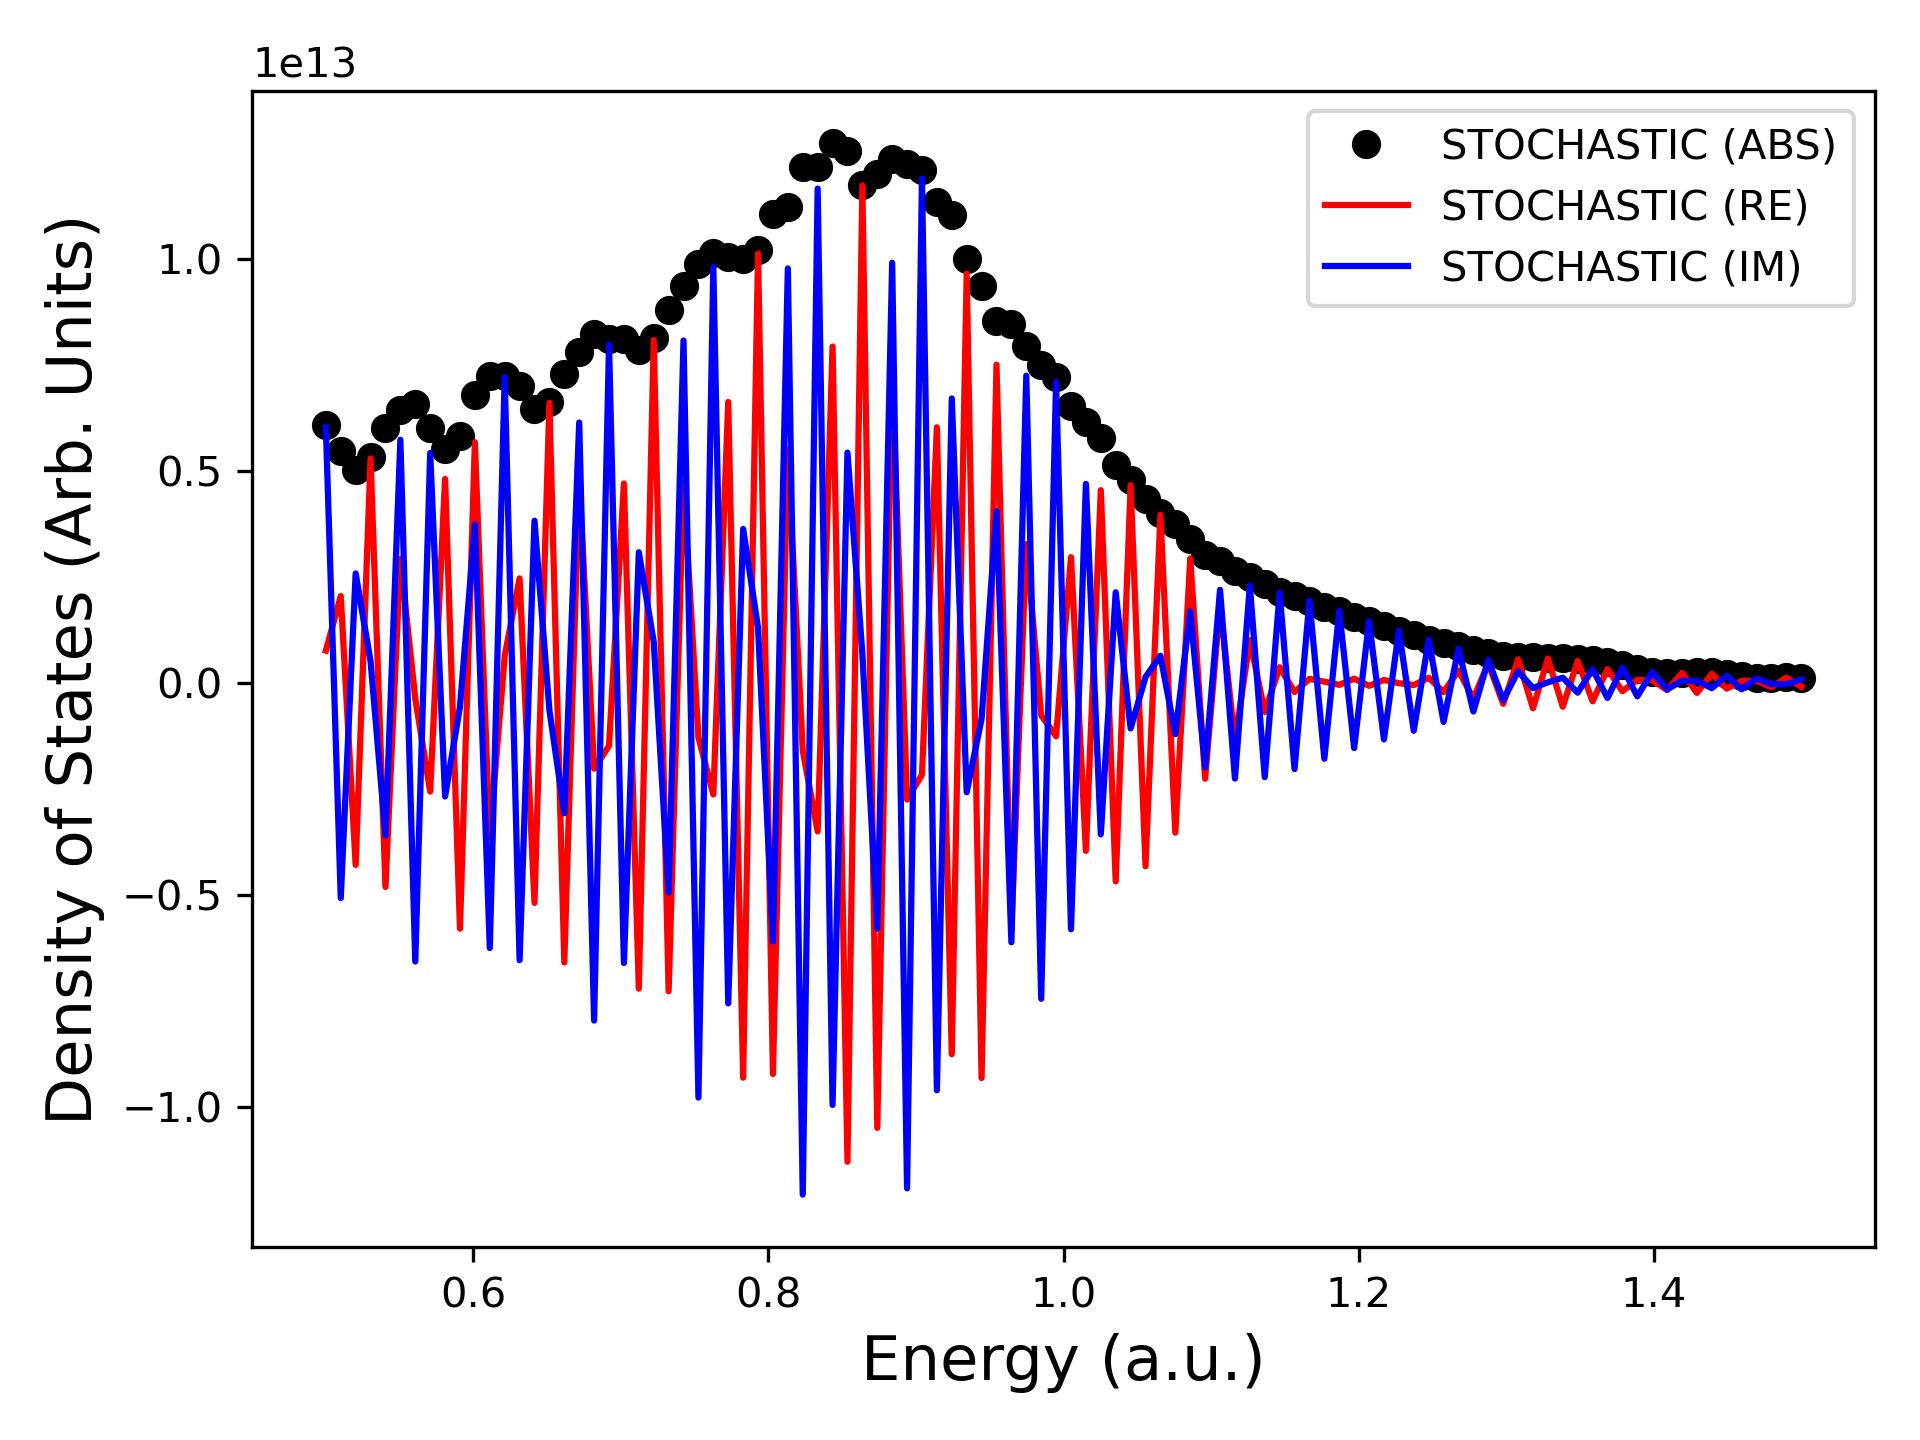 1e13
STOCHASTIC (ABS)
STOCHASTIC (RE)
STOCHASTIC (IM)
Density of States (Arb. Units)
1.0
0.5
0.0
−0.5
−1.0
0.6 0.8 1.0 1.2 1.4
Energy (a.u.)